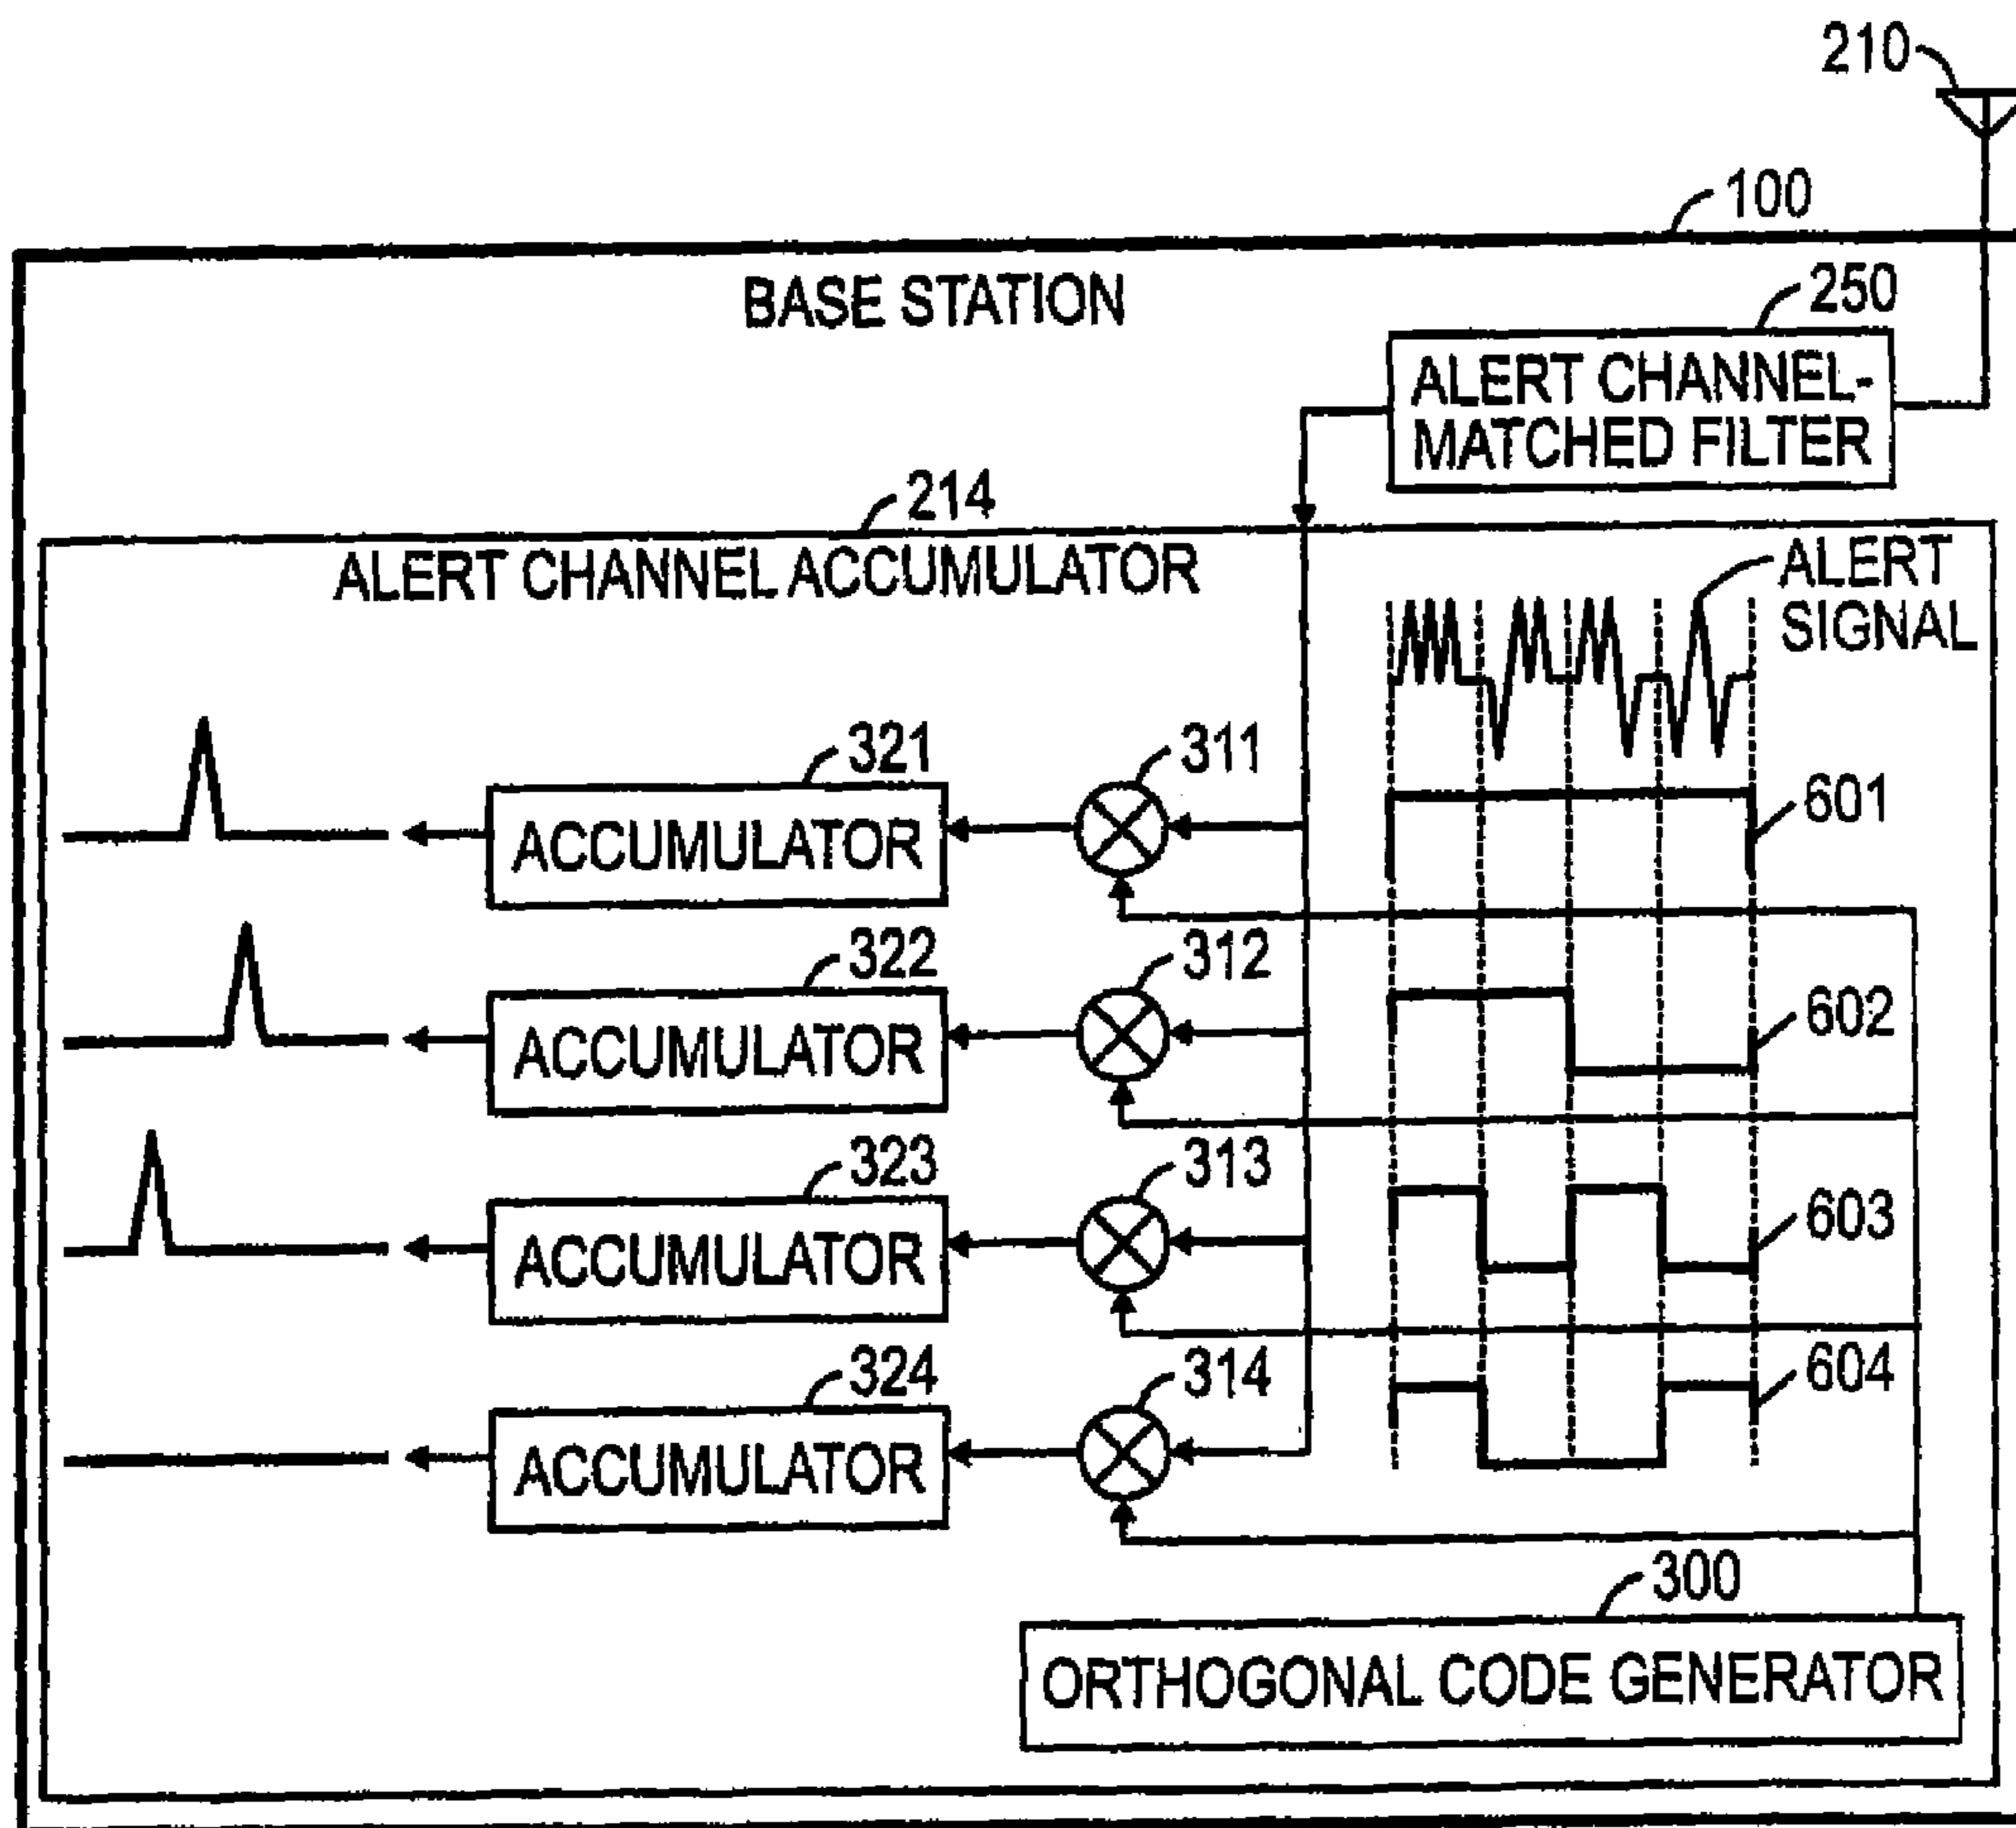 210
100
BASE STATION
250
ALERT CHANNEL-
MATCHED FILTER
214
ALERT CHANNEL ACCUMULATOR
ALERT
SIGNAL
321
311
ACCUMULATOR
601
322
312
ACCUMULATOR
602
323
313
ACCUMULATOR
603
324
314
ACCUMULATOR
604
300
ORTHOGONAL CODE GENERATOR